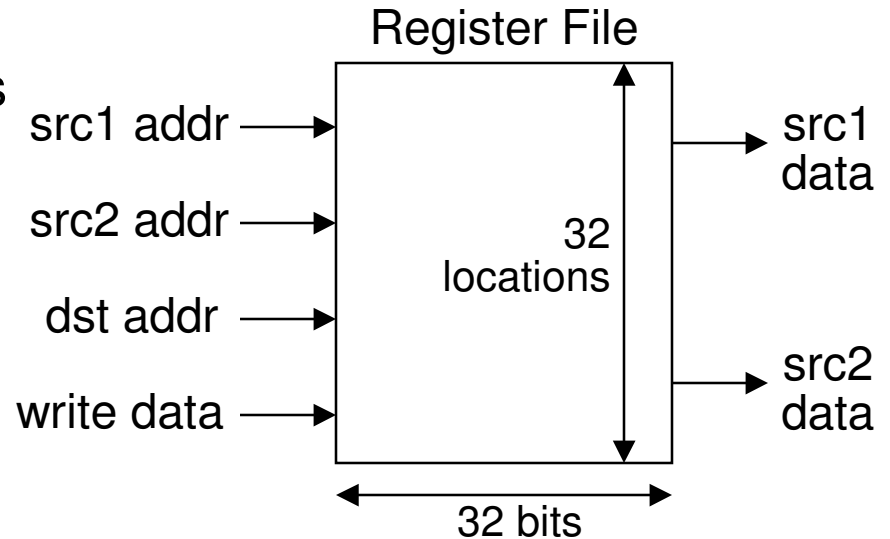 Register File
s
src1 addr
src2 addr
dst addr
write data
32
locations
src1
data
src2
data
32 bits